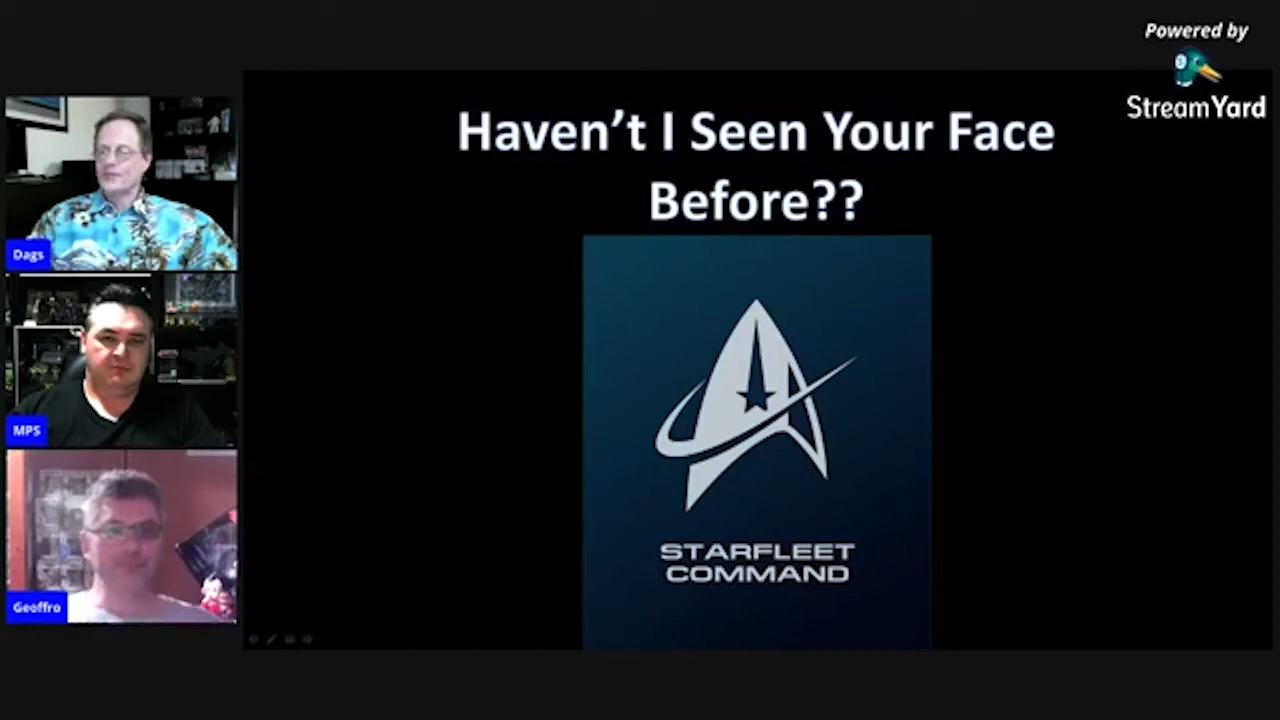 Powered by
StreamYard
Haven’t I Seen Your Face
Before??
Dags
MPS
Geoffro
STARFLEET
COMMAND